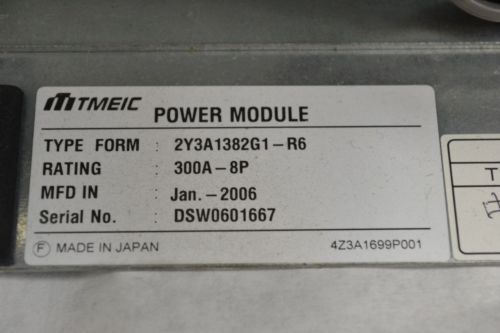 TMEIC POWER MODULE
TYPE FORM : 2Y3A1382G1-R6
RATING : 300A-8P
MFD IN : Jan.-2006
Serial No. : DSW0601667
F MADE IN JAPAN 4Z3A1699P001
T